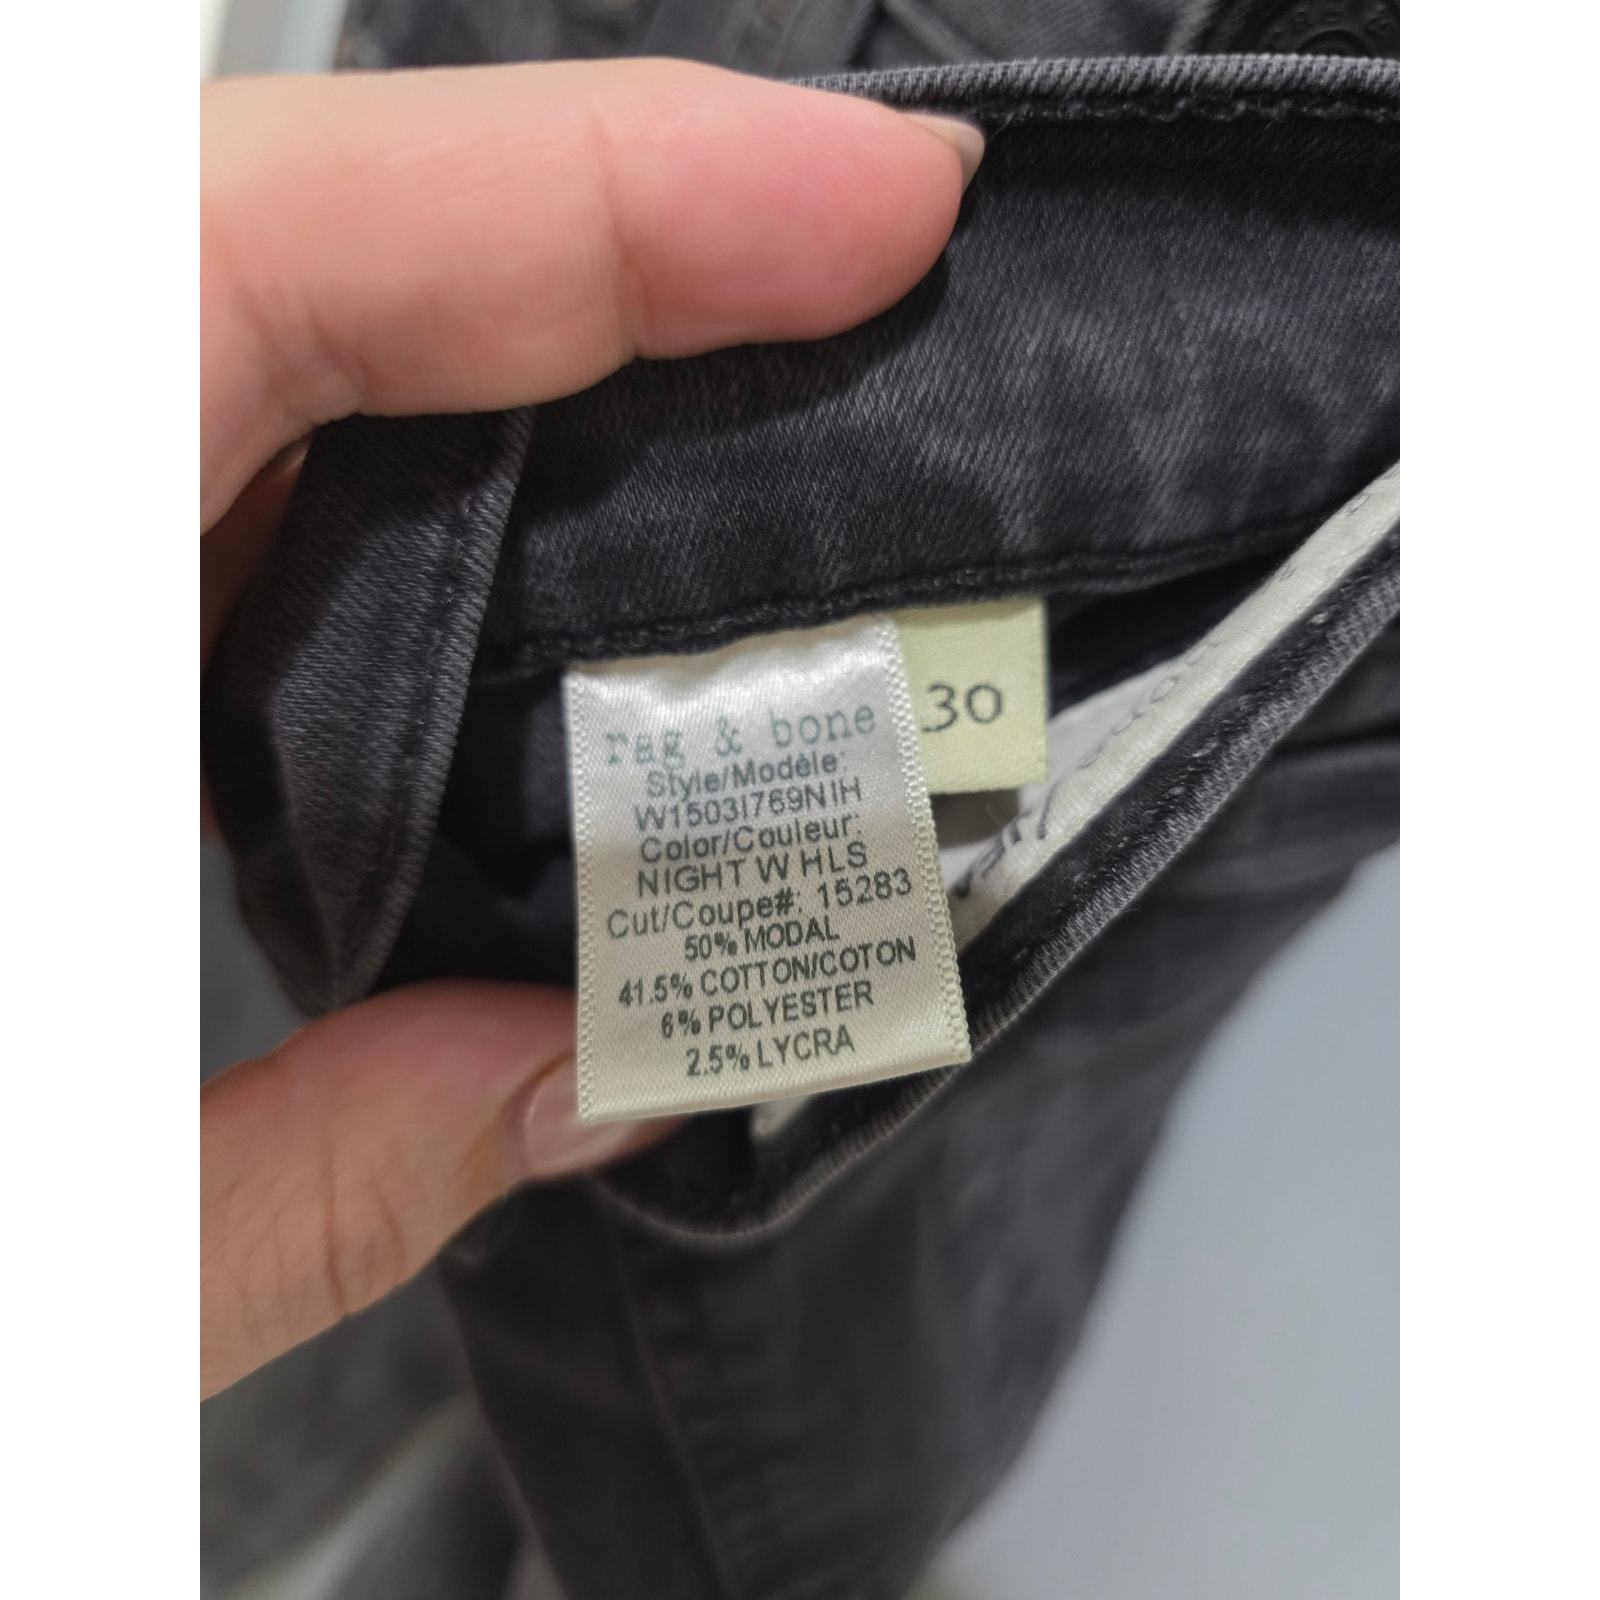 rag & bone
Style/Modèle:
W1503I769NIH
Color/Couleur:
NIGHT W HLS
Cut/Coupe#: 15283
50% MODAL
41.5% COTTON/COTON
6% POLYESTER
2.5% LYCRA
30